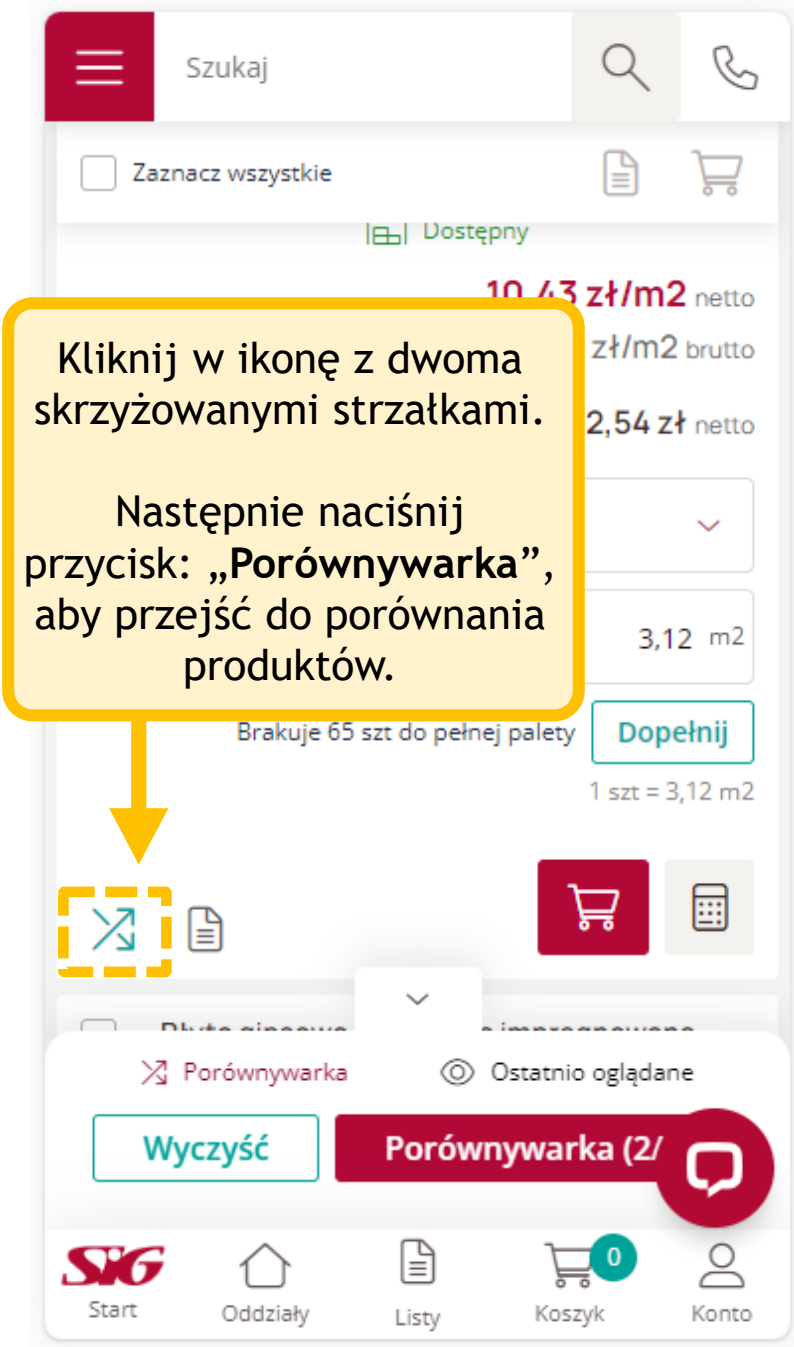 Szukaj
Zaznacz wszystkie
Dostępny
10,43 zł/m2 netto
zł/m2 brutto
2,54 zł netto
Kliknij w ikonę z dwoma
skrzyżowanymi strzałkami.
Następnie naciśnij
przycisk: „Porównywarka”,
aby przejść do porównania
produktów.
3,12 m2
Brakuje 65 szt do pełnej palety
Dopełnij
1 szt = 3,12 m2
Porównywarka
Ostatnio oglądane
Wyczyść
Porównywarka (2/
SIG
0
Start
Oddziały
Listy
Koszyk
Konto